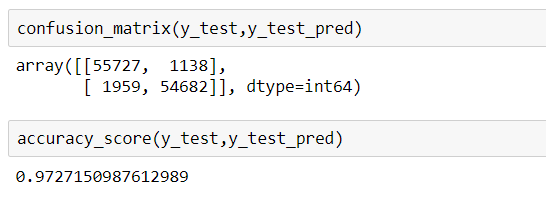 confusion_matrix(y_test,y_test_pred)
array([[55727,  1138],
       [ 1959, 54682]], dtype=int64)
accuracy_score(y_test,y_test_pred)
0.9727150987612989